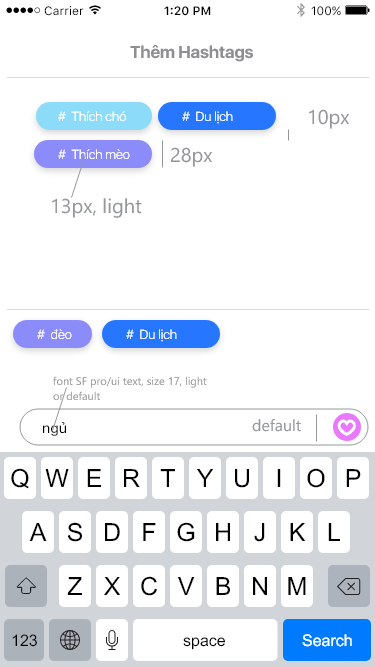 Carrier 1:20 PM 100%
Thêm Hashtags
# Thích chó # Du lịch 10px
# Thích mèo 28px
13px, light
# đèo # Du lịch
font SF pro/ui text, size 17, light
or default
ngủ default
Q W E R T Y U I O P
A S D F G H J K L
Z X C V B N M
123 space Search